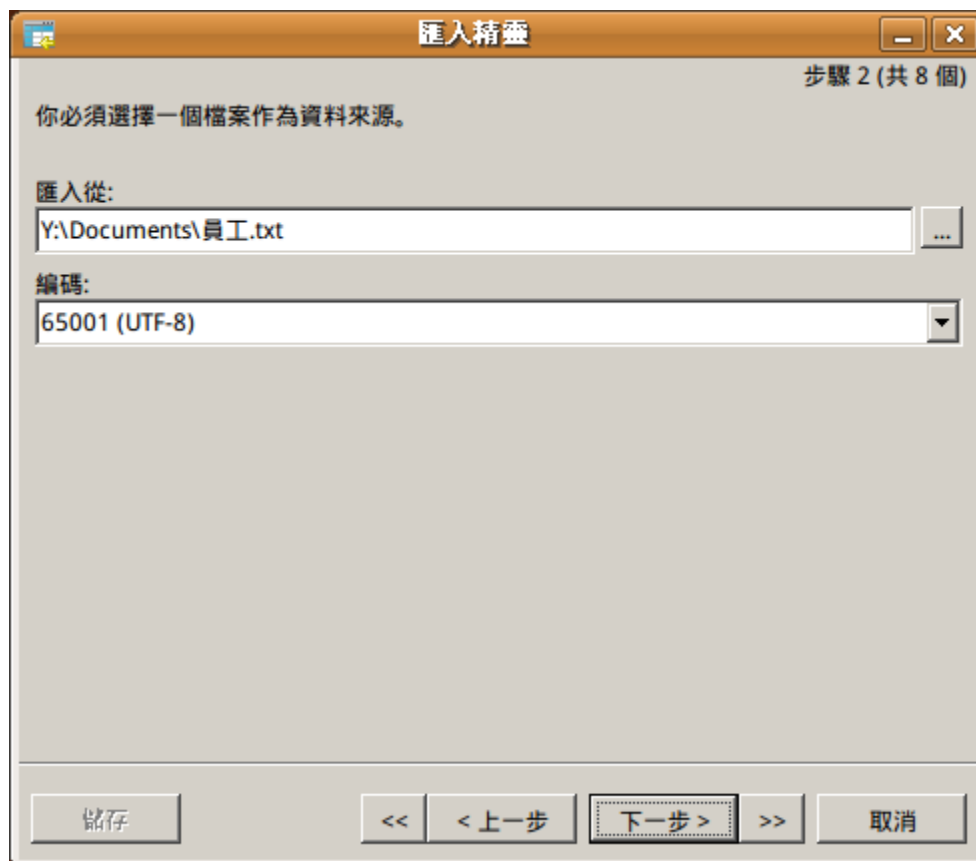 匯入精靈
步驟 2 (共 8 個)
你必須選擇一個檔案作為資料來源。
匯入從:
Y:\Documents\員工.txt
...
編碼:
65001 (UTF-8)
儲存
<<
< 上一步
下一步 >
>>
取消